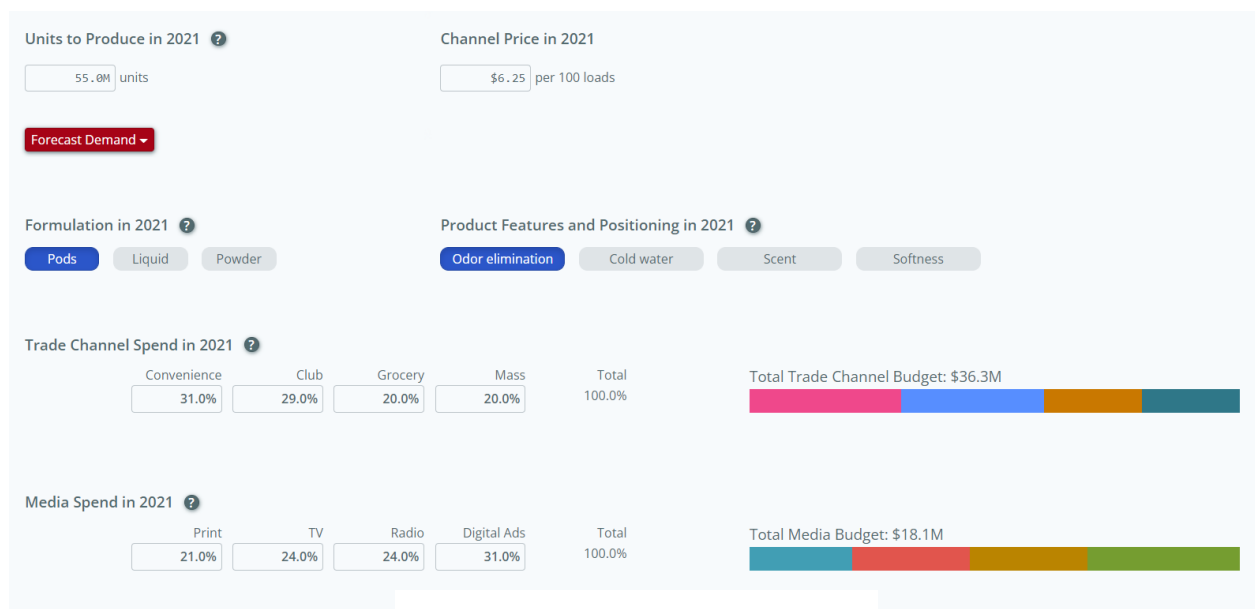 Units to Produce in 2021 ?
Channel Price in 2021
55.0M units
$6.25 per 100 loads
Forecast Demand
Formulation in 2021 ?
Product Features and Positioning in 2021 ?
Pods Liquid Powder
Odor elimination Cold water Scent Softness
Trade Channel Spend in 2021 ?
Convenience Club Grocery Mass Total
31.0% 29.0% 20.0% 20.0% 100.0%
Total Trade Channel Budget: $36.3M
Media Spend in 2021 ?
Print TV Radio Digital Ads Total
21.0% 24.0% 24.0% 31.0% 100.0%
Total Media Budget: $18.1M